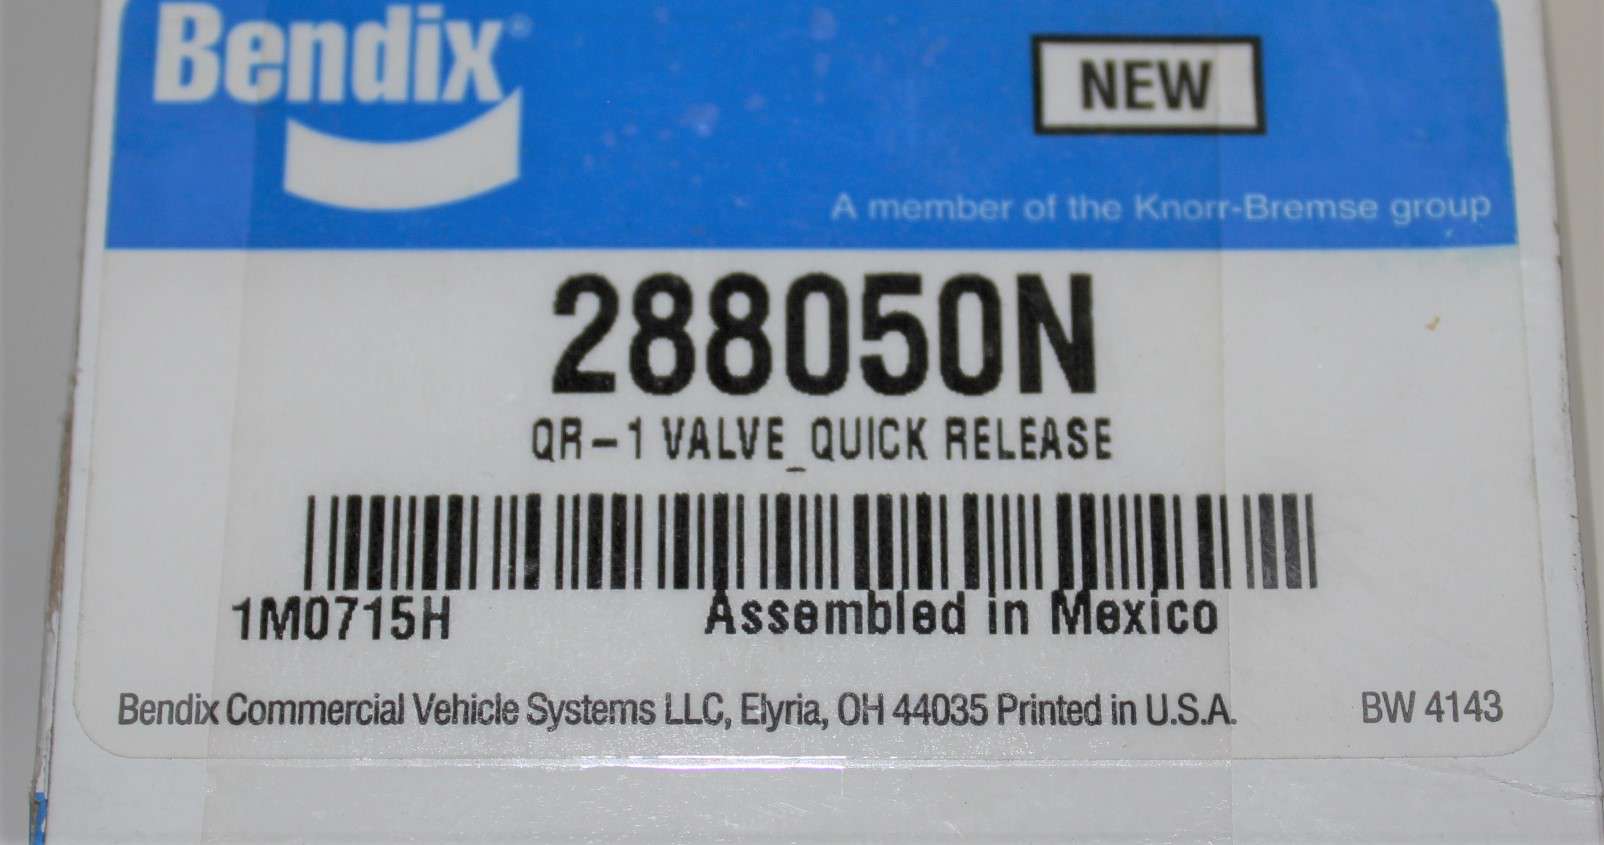 Bendix®
NEW
A member of the Knorr-Bremse group
288050N
QR-1 VALVE_QUICK RELEASE
1M0715H Assembled in Mexico
Bendix Commercial Vehicle Systems LLC, Elyria, OH 44035 Printed in U.S.A. BW 4143